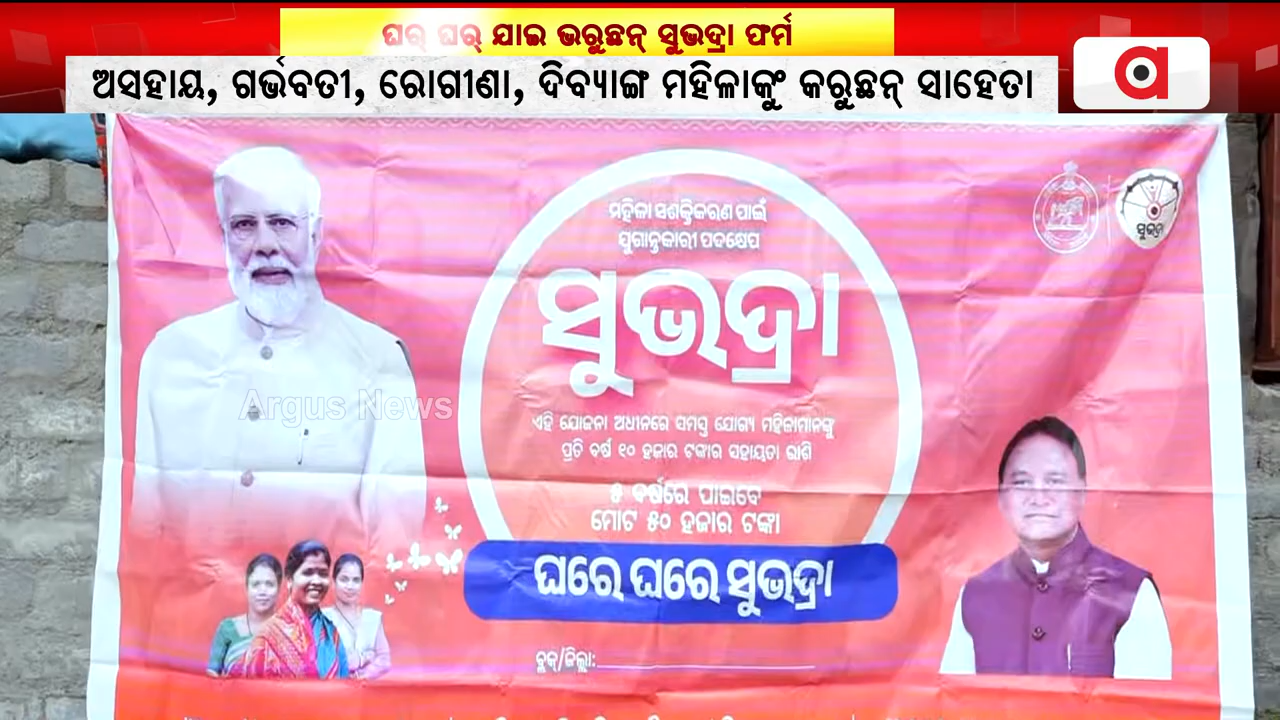 ଘର୍ ଘର୍ ଯାଇ ଭରୁଛନ୍ ସୁଭଦ୍ରା ଫର୍ମ
ଅସହାୟ, ଗର୍ଭବତୀ, ରୋଗୀଣା, ଦିବ୍ୟାଙ୍ଗ ମହିଳାଙ୍କୁ କରୁଛନ୍ ସାହେତା
a
ମହିଳା ସଶକ୍ତିକରଣ ପାଇଁ
ଯୁଗାନ୍ତକାରୀ ପଦକ୍ଷେପ
ସୁଭଦ୍ରା
ସୁଭଦ୍ରା
Argus News
ଏହି ଯୋଜନା ଅଧୀନରେ ସମସ୍ତ ଯୋଗ୍ୟ ମହିଳାମାନଙ୍କୁ
ପ୍ରତି ବର୍ଷ ୧୦ ହଜାର ଟଙ୍କାର ସହାୟତା ରାଶି
୫ ବର୍ଷରେ ପାଇବେ
ମୋଟ ୫୦ ହଜାର ଟଙ୍କା
ଘରେ ଘରେ ସୁଭଦ୍ରା
ବ୍ଲକ୍/ଜିଲ୍ଲା: